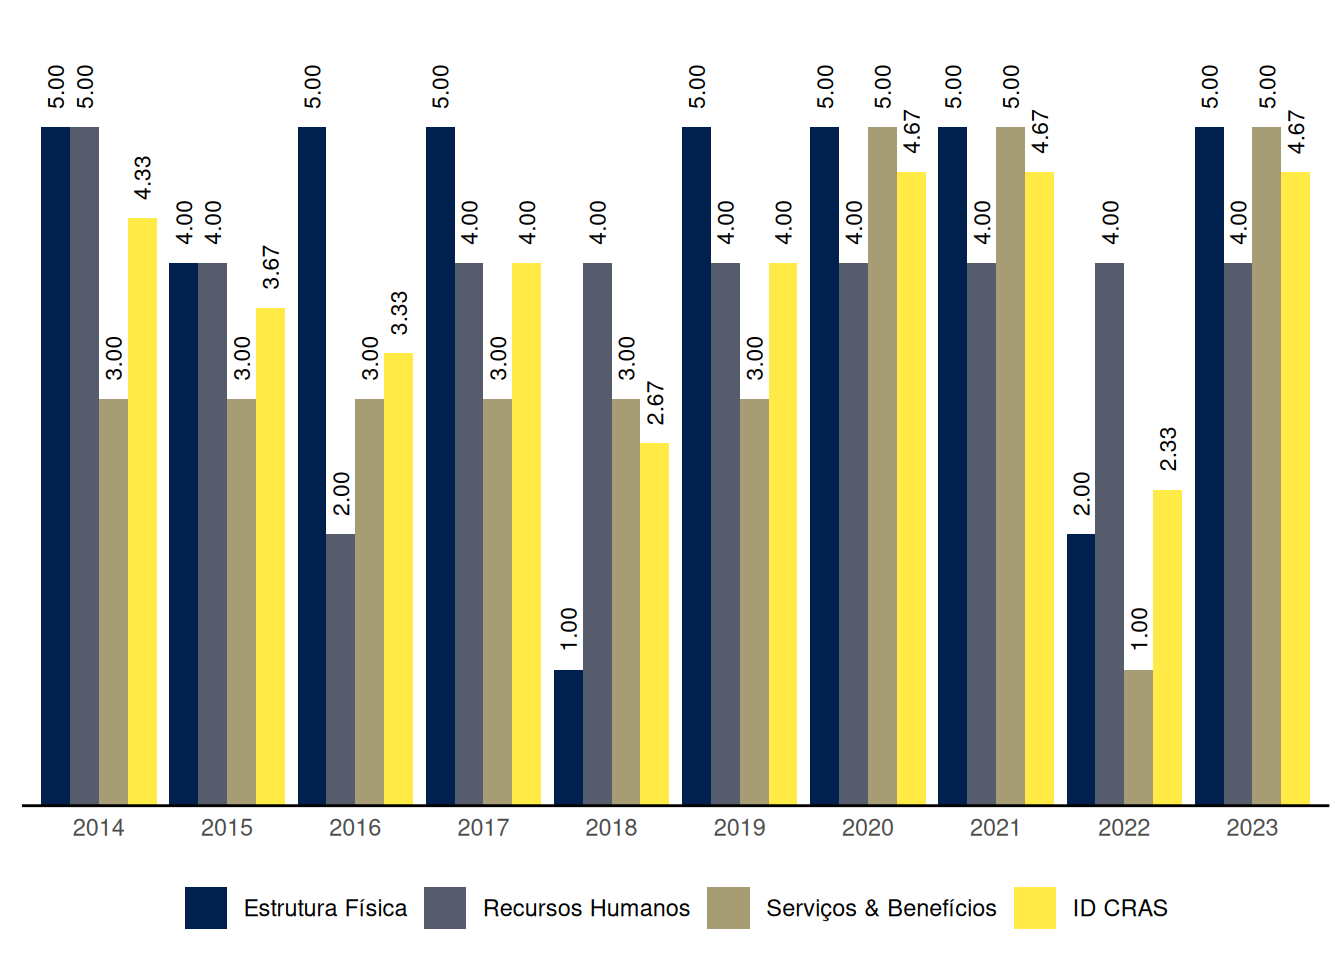 5.00 5.00 3.00 4.33
4.00 4.00 3.00 3.67
5.00 2.00 3.00 3.33
5.00 4.00 3.00 4.00
1.00 4.00 3.00 2.67
5.00 4.00 3.00 4.00
5.00 4.00 5.00 4.67
5.00 4.00 5.00 4.67
2.00 4.00 1.00 2.33
5.00 4.00 5.00 4.67
2014 2015 2016 2017 2018 2019 2020 2021 2022 2023
Estrutura Física Recursos Humanos Serviços & Benefícios ID CRAS